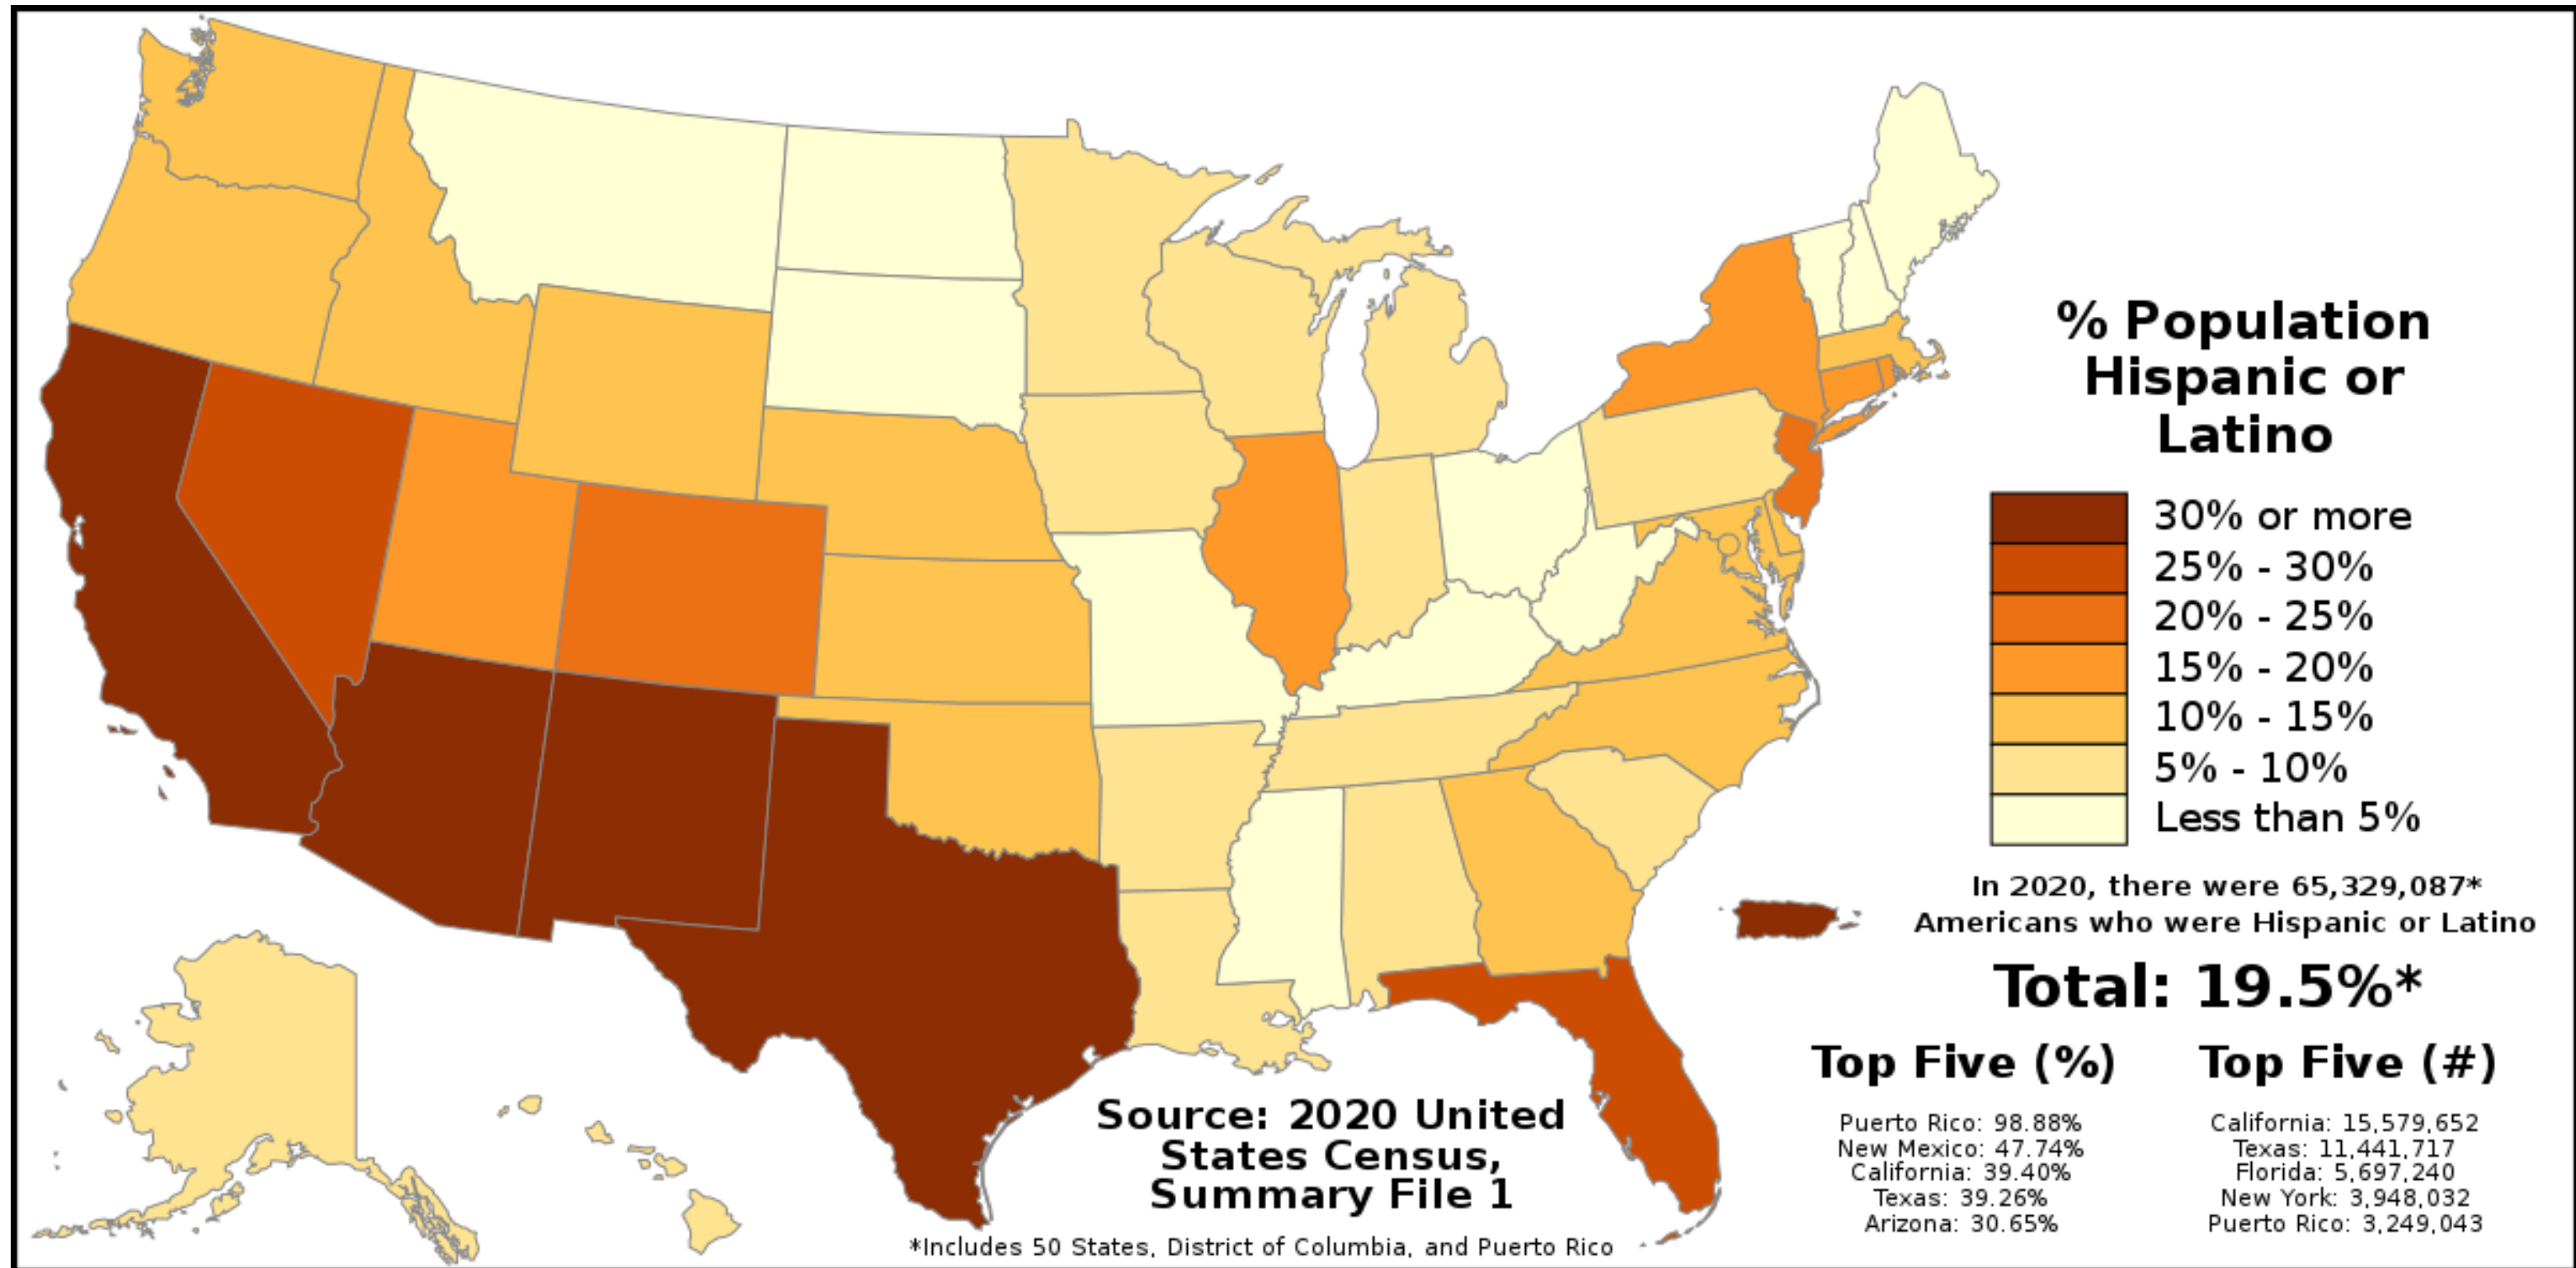 % Population
Hispanic or
Latino
30% or more
25% - 30%
20% - 25%
15% - 20%
10% - 15%
5% - 10%
Less than 5%
In 2020, there were 65,329,087*
Americans who were Hispanic or Latino
Total: 19.5%*
Top Five (%)
Puerto Rico: 98.88%
New Mexico: 47.74%
California: 39.40%
Texas: 39.26%
Arizona: 30.65%
Top Five (#)
California: 15,579,652
Texas: 11,441,717
Florida: 5,697,240
New York: 3,948,032
Puerto Rico: 3,249,043
Source: 2020 United
States Census,
Summary File 1
*Includes 50 States, District of Columbia, and Puerto Rico